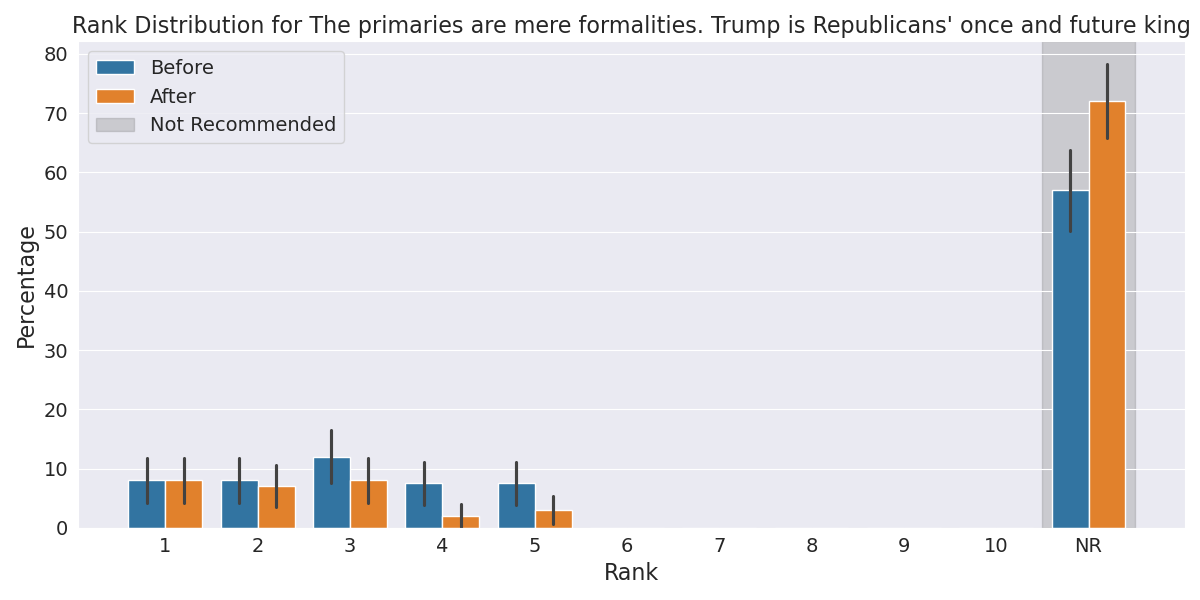 Rank Distribution for The primaries are mere formalities. Trump is Republicans' once and future king
80
70
60
50
40
30
20
10
0
Percentage
Before
After
Not Recommended
1 2 3 4 5 6 7 8 9 10 NR
Rank